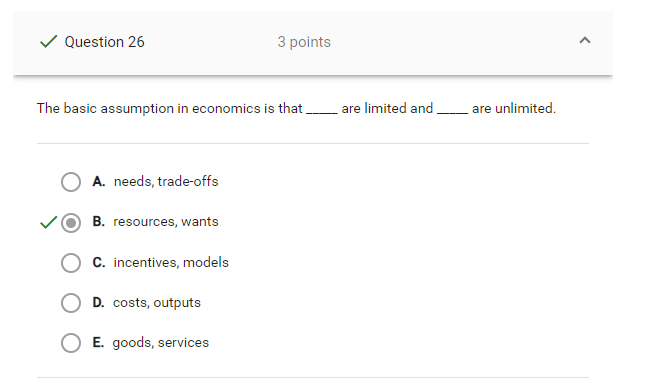 Question 26 3 points
The basic assumption in economics is that _____ are limited and _____ are unlimited.
A. needs, trade-offs
B. resources, wants
C. incentives, models
D. costs, outputs
E. goods, services